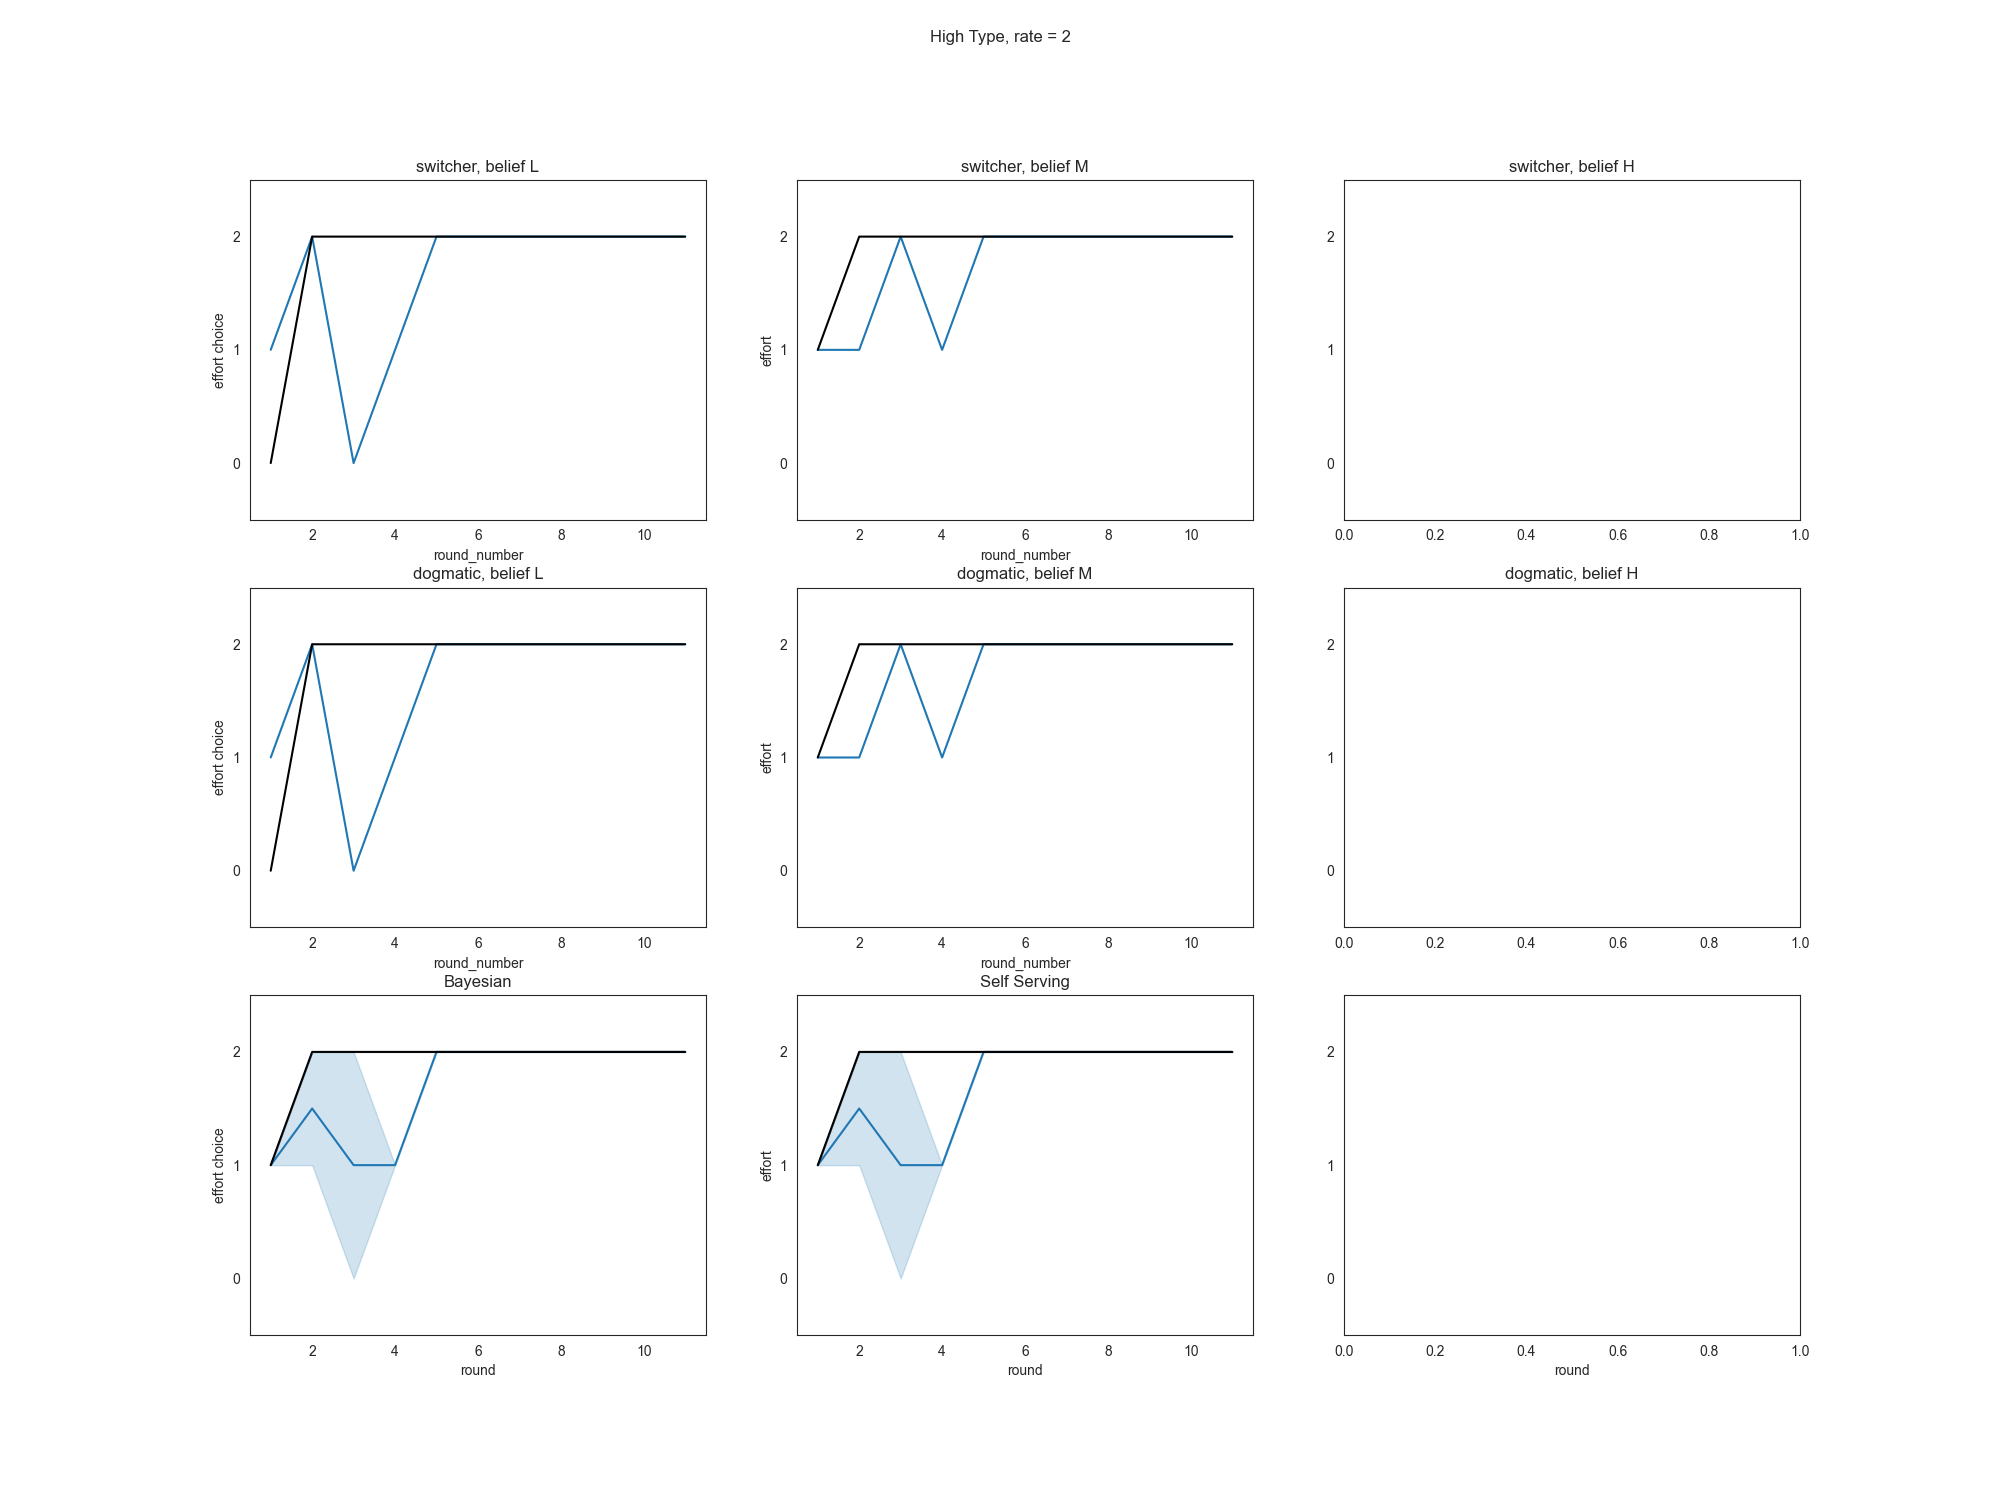 High Type, rate = 2
switcher, belief L
switcher, belief M
switcher, belief H
2
1
0
effort choice
2 4 6 8 10
round_number
2
1
0
effort
2 4 6 8 10
round_number
2
1
0
0.0 0.2 0.4 0.6 0.8 1.0
dogmatic, belief L
dogmatic, belief M
dogmatic, belief H
2
1
0
effort choice
2 4 6 8 10
round_number
2
1
0
effort
2 4 6 8 10
round_number
2
1
0
0.0 0.2 0.4 0.6 0.8 1.0
Bayesian
Self Serving
2
1
0
effort choice
2 4 6 8 10
round
2
1
0
effort
2 4 6 8 10
round
2
1
0
0.0 0.2 0.4 0.6 0.8 1.0
round